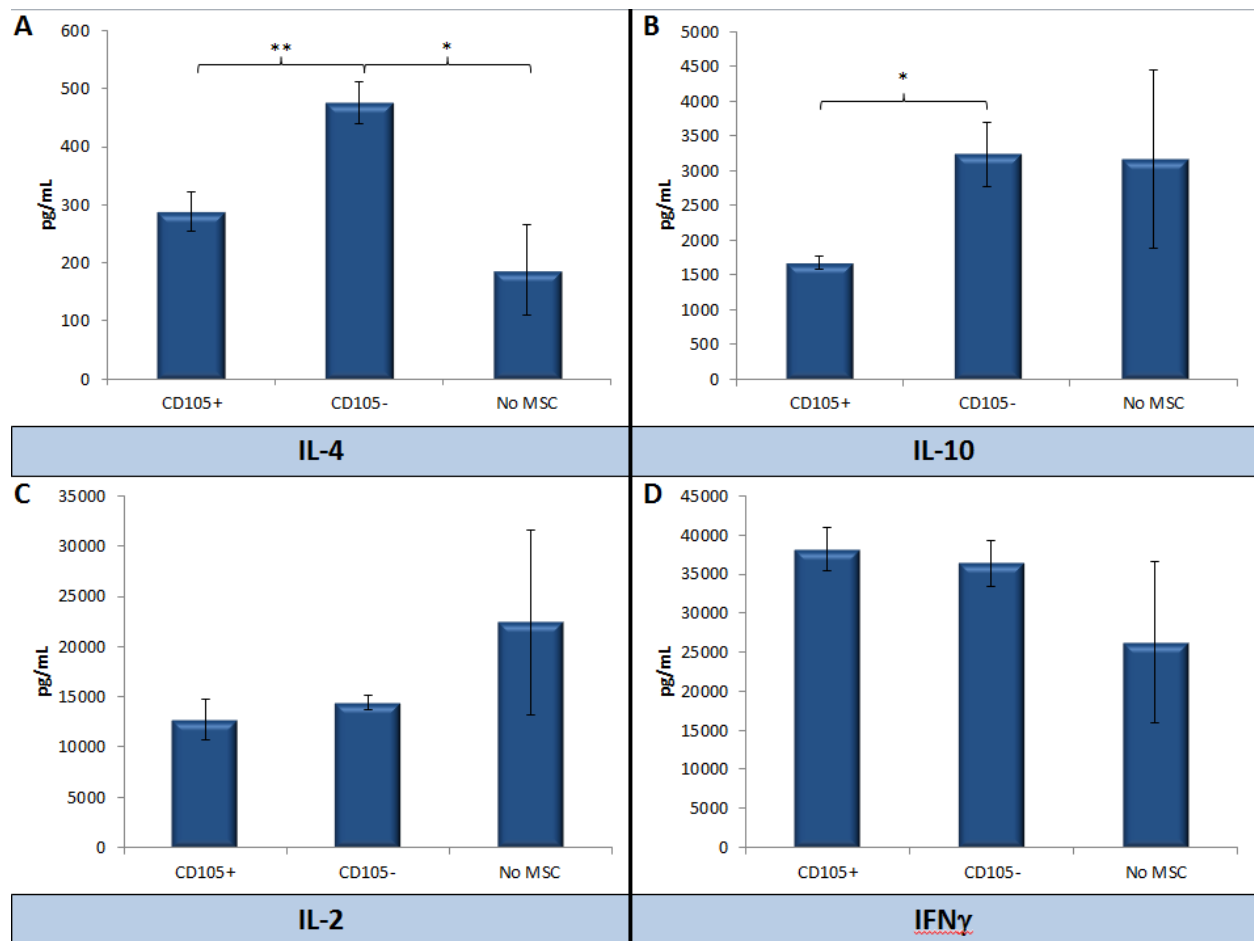 A
600
500
400
300
200
100
0
pg/mL
**
*
CD105+ CD105- No MSC
IL-4
B
5000
4500
4000
3500
3000
2500
2000
1500
1000
500
0
pg/mL
*
CD105+ CD105- No MSC
IL-10
C
35000
30000
25000
20000
15000
10000
5000
0
pg/mL
CD105+ CD105- No MSC
IL-2
D
45000
40000
35000
30000
25000
20000
15000
10000
5000
0
pg/mL
CD105+ CD105- No MSC
IFNγ